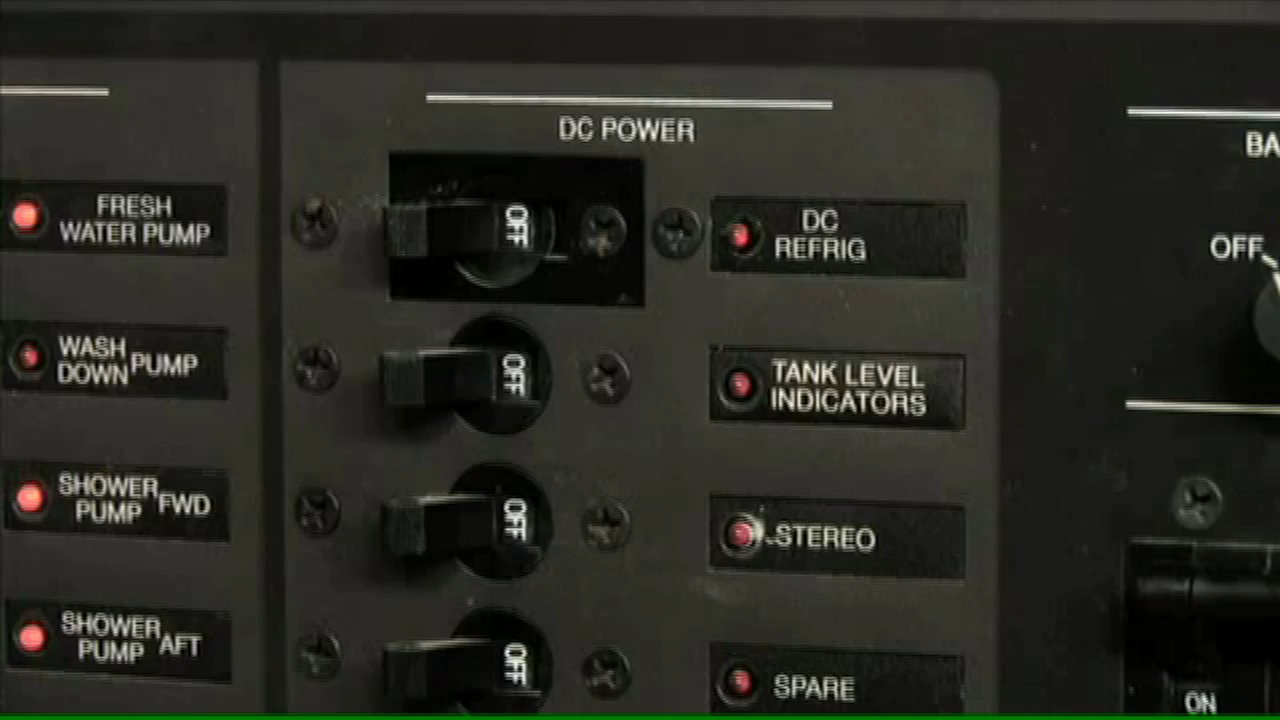 FRESH
WATER PUMP
WASH
DOWN PUMP
SHOWER
PUMP FWD
SHOWER
PUMP AFT
DC POWER
OFF
DC
REFRIG
OFF
TANK LEVEL
INDICATORS
OFF
STEREO
OFF
SPARE
BA
OFF
ON